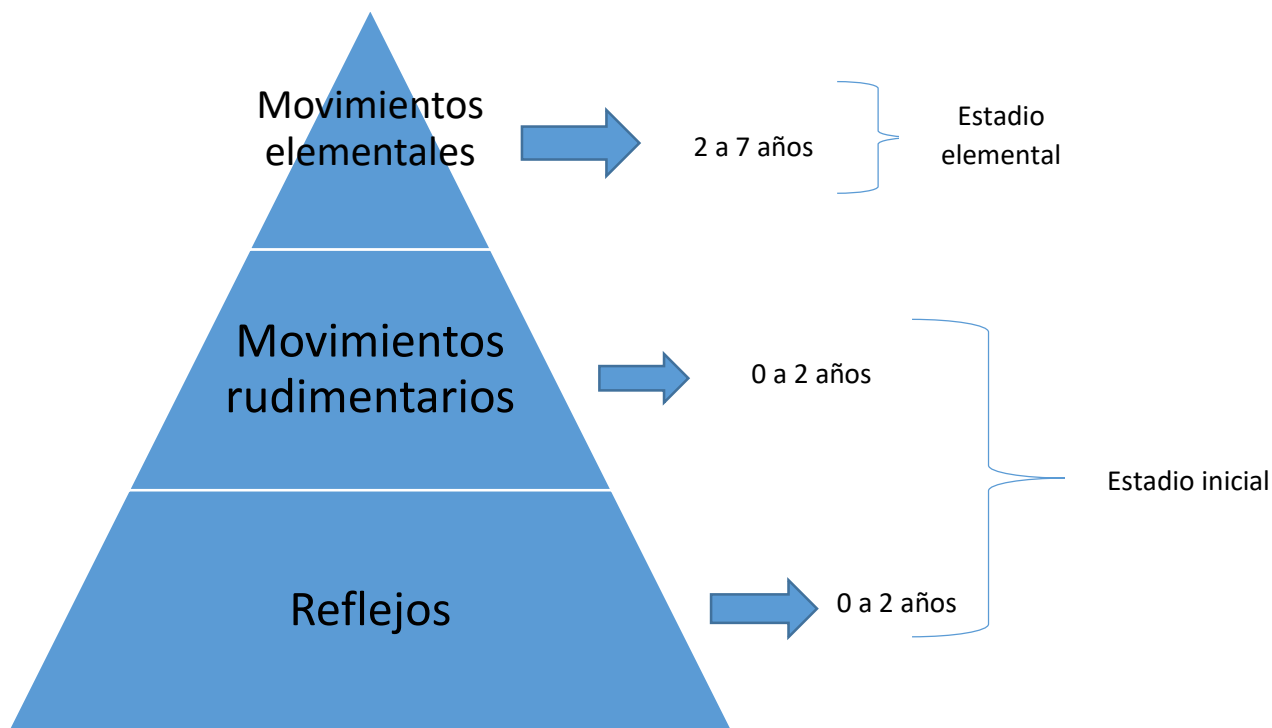 Movimientos
elementales
2 a 7 años
Estadio
elemental
Movimientos
rudimentarios
0 a 2 años
Estadio inicial
Reflejos
0 a 2 años